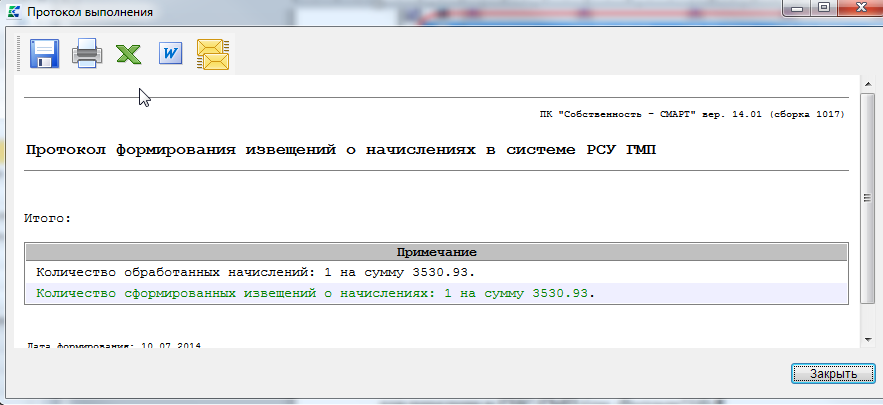 Протокол выполнения
ПК "Собственность - СМАРТ" вер. 14.01 (сборка 1017)
Протокол формирования извещений о начислениях в системе РСУ ГМП
Итого:
Примечание
Количество обработанных начислений: 1 на сумму 3530.93.
Количество сформированных извещений о начислениях: 1 на сумму 3530.93.
Дата формирования: 10.07.2014
Закрыть